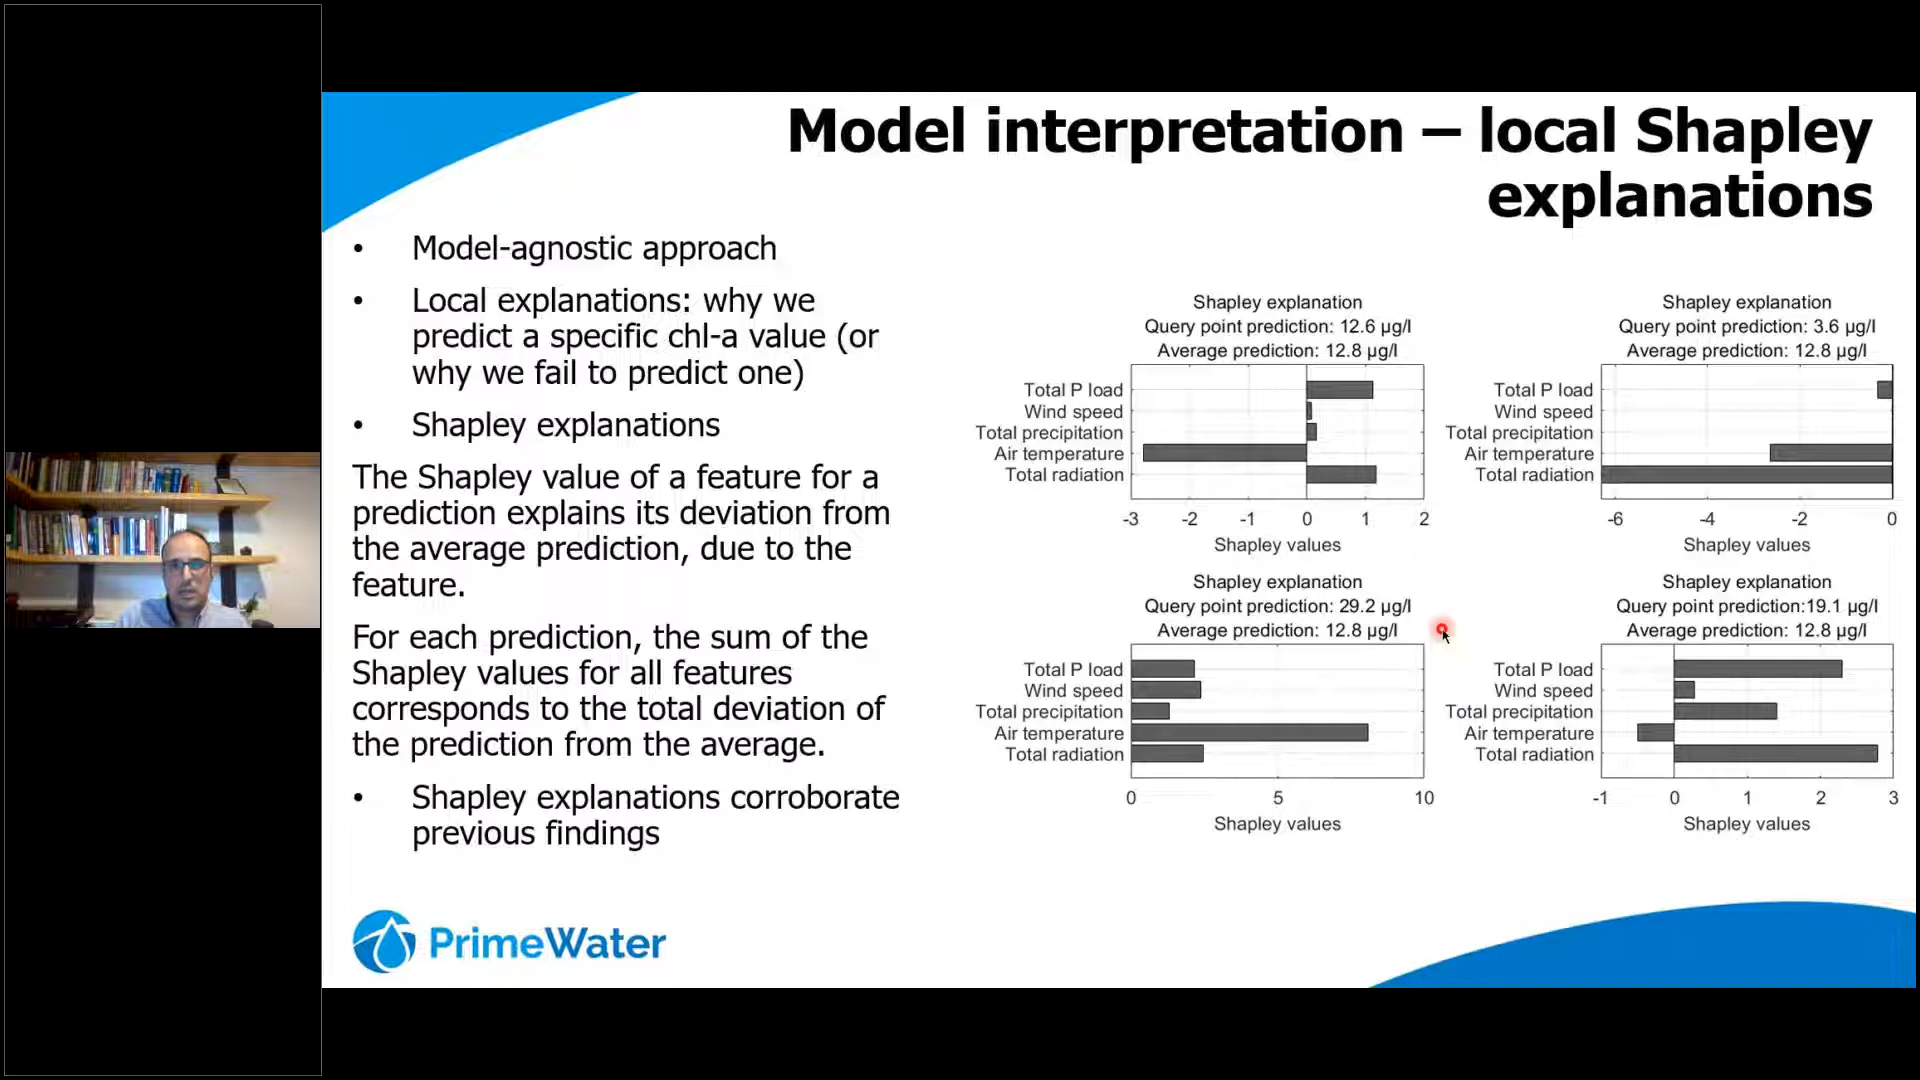 Model interpretation – local Shapley
explanations
• Model-agnostic approach
• Local explanations: why we
predict a specific chl-a value (or
why we fail to predict one)
• Shapley explanations
The Shapley value of a feature for a
prediction explains its deviation from
the average prediction, due to the
feature.
For each prediction, the sum of the
Shapley values for all features
corresponds to the total deviation of
the prediction from the average.
• Shapley explanations corroborate
previous findings
Shapley explanation
Query point prediction: 12.6 µg/l
Average prediction: 12.8 µg/l
Total P load
Wind speed
Total precipitation
Air temperature
Total radiation
-3 -2 -1 0 1 2
Shapley values
Shapley explanation
Query point prediction: 3.6 µg/l
Average prediction: 12.8 µg/l
Total P load
Wind speed
Total precipitation
Air temperature
Total radiation
-6 -4 -2 0
Shapley values
Shapley explanation
Query point prediction: 29.2 µg/l
Average prediction: 12.8 µg/l
Total P load
Wind speed
Total precipitation
Air temperature
Total radiation
0 5 10
Shapley values
Shapley explanation
Query point prediction:19.1 µg/l
Average prediction: 12.8 µg/l
Total P load
Wind speed
Total precipitation
Air temperature
Total radiation
-1 0 1 2 3
Shapley values
PrimeWater